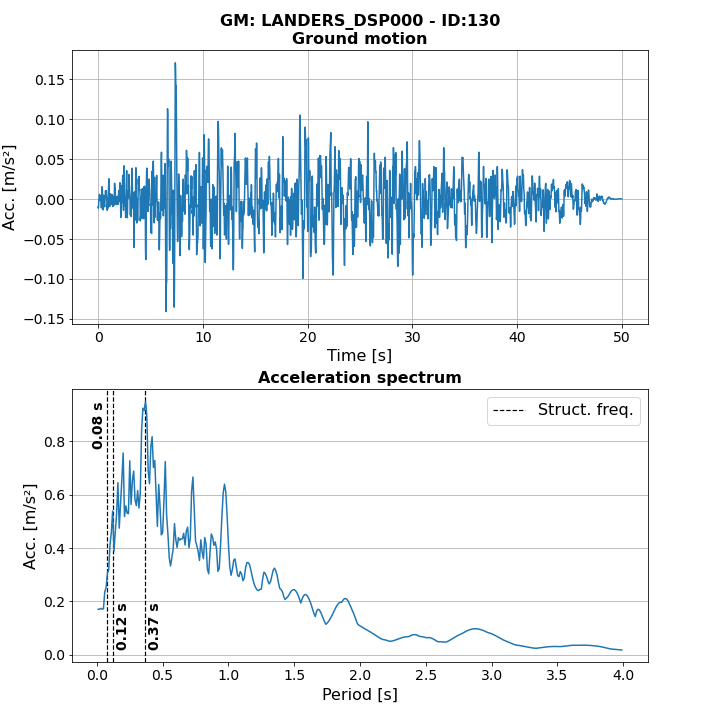 GM: LANDERS_DSP000 - ID:130
Ground motion
Acc. [m/s²]
0.15
0.10
0.05
0.00
−0.05
−0.10
−0.15
0 10 20 30 40 50
Time [s]
Acceleration spectrum
Acc. [m/s²]
0.8
0.6
0.4
0.2
0.0
0.08 s
0.12 s
0.37 s
Struct. freq.
0.0 0.5 1.0 1.5 2.0 2.5 3.0 3.5 4.0
Period [s]